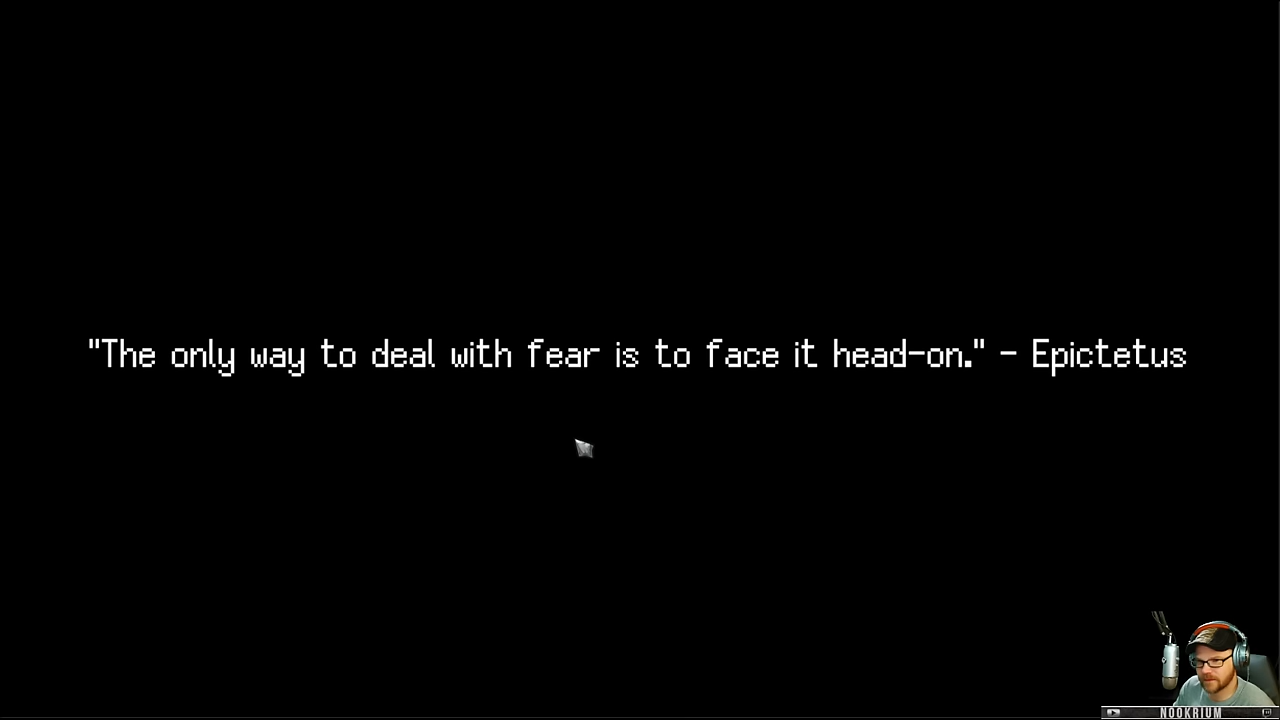 "The only way to deal with fear is to face it head-on." - Epictetus
NOOKRIUM